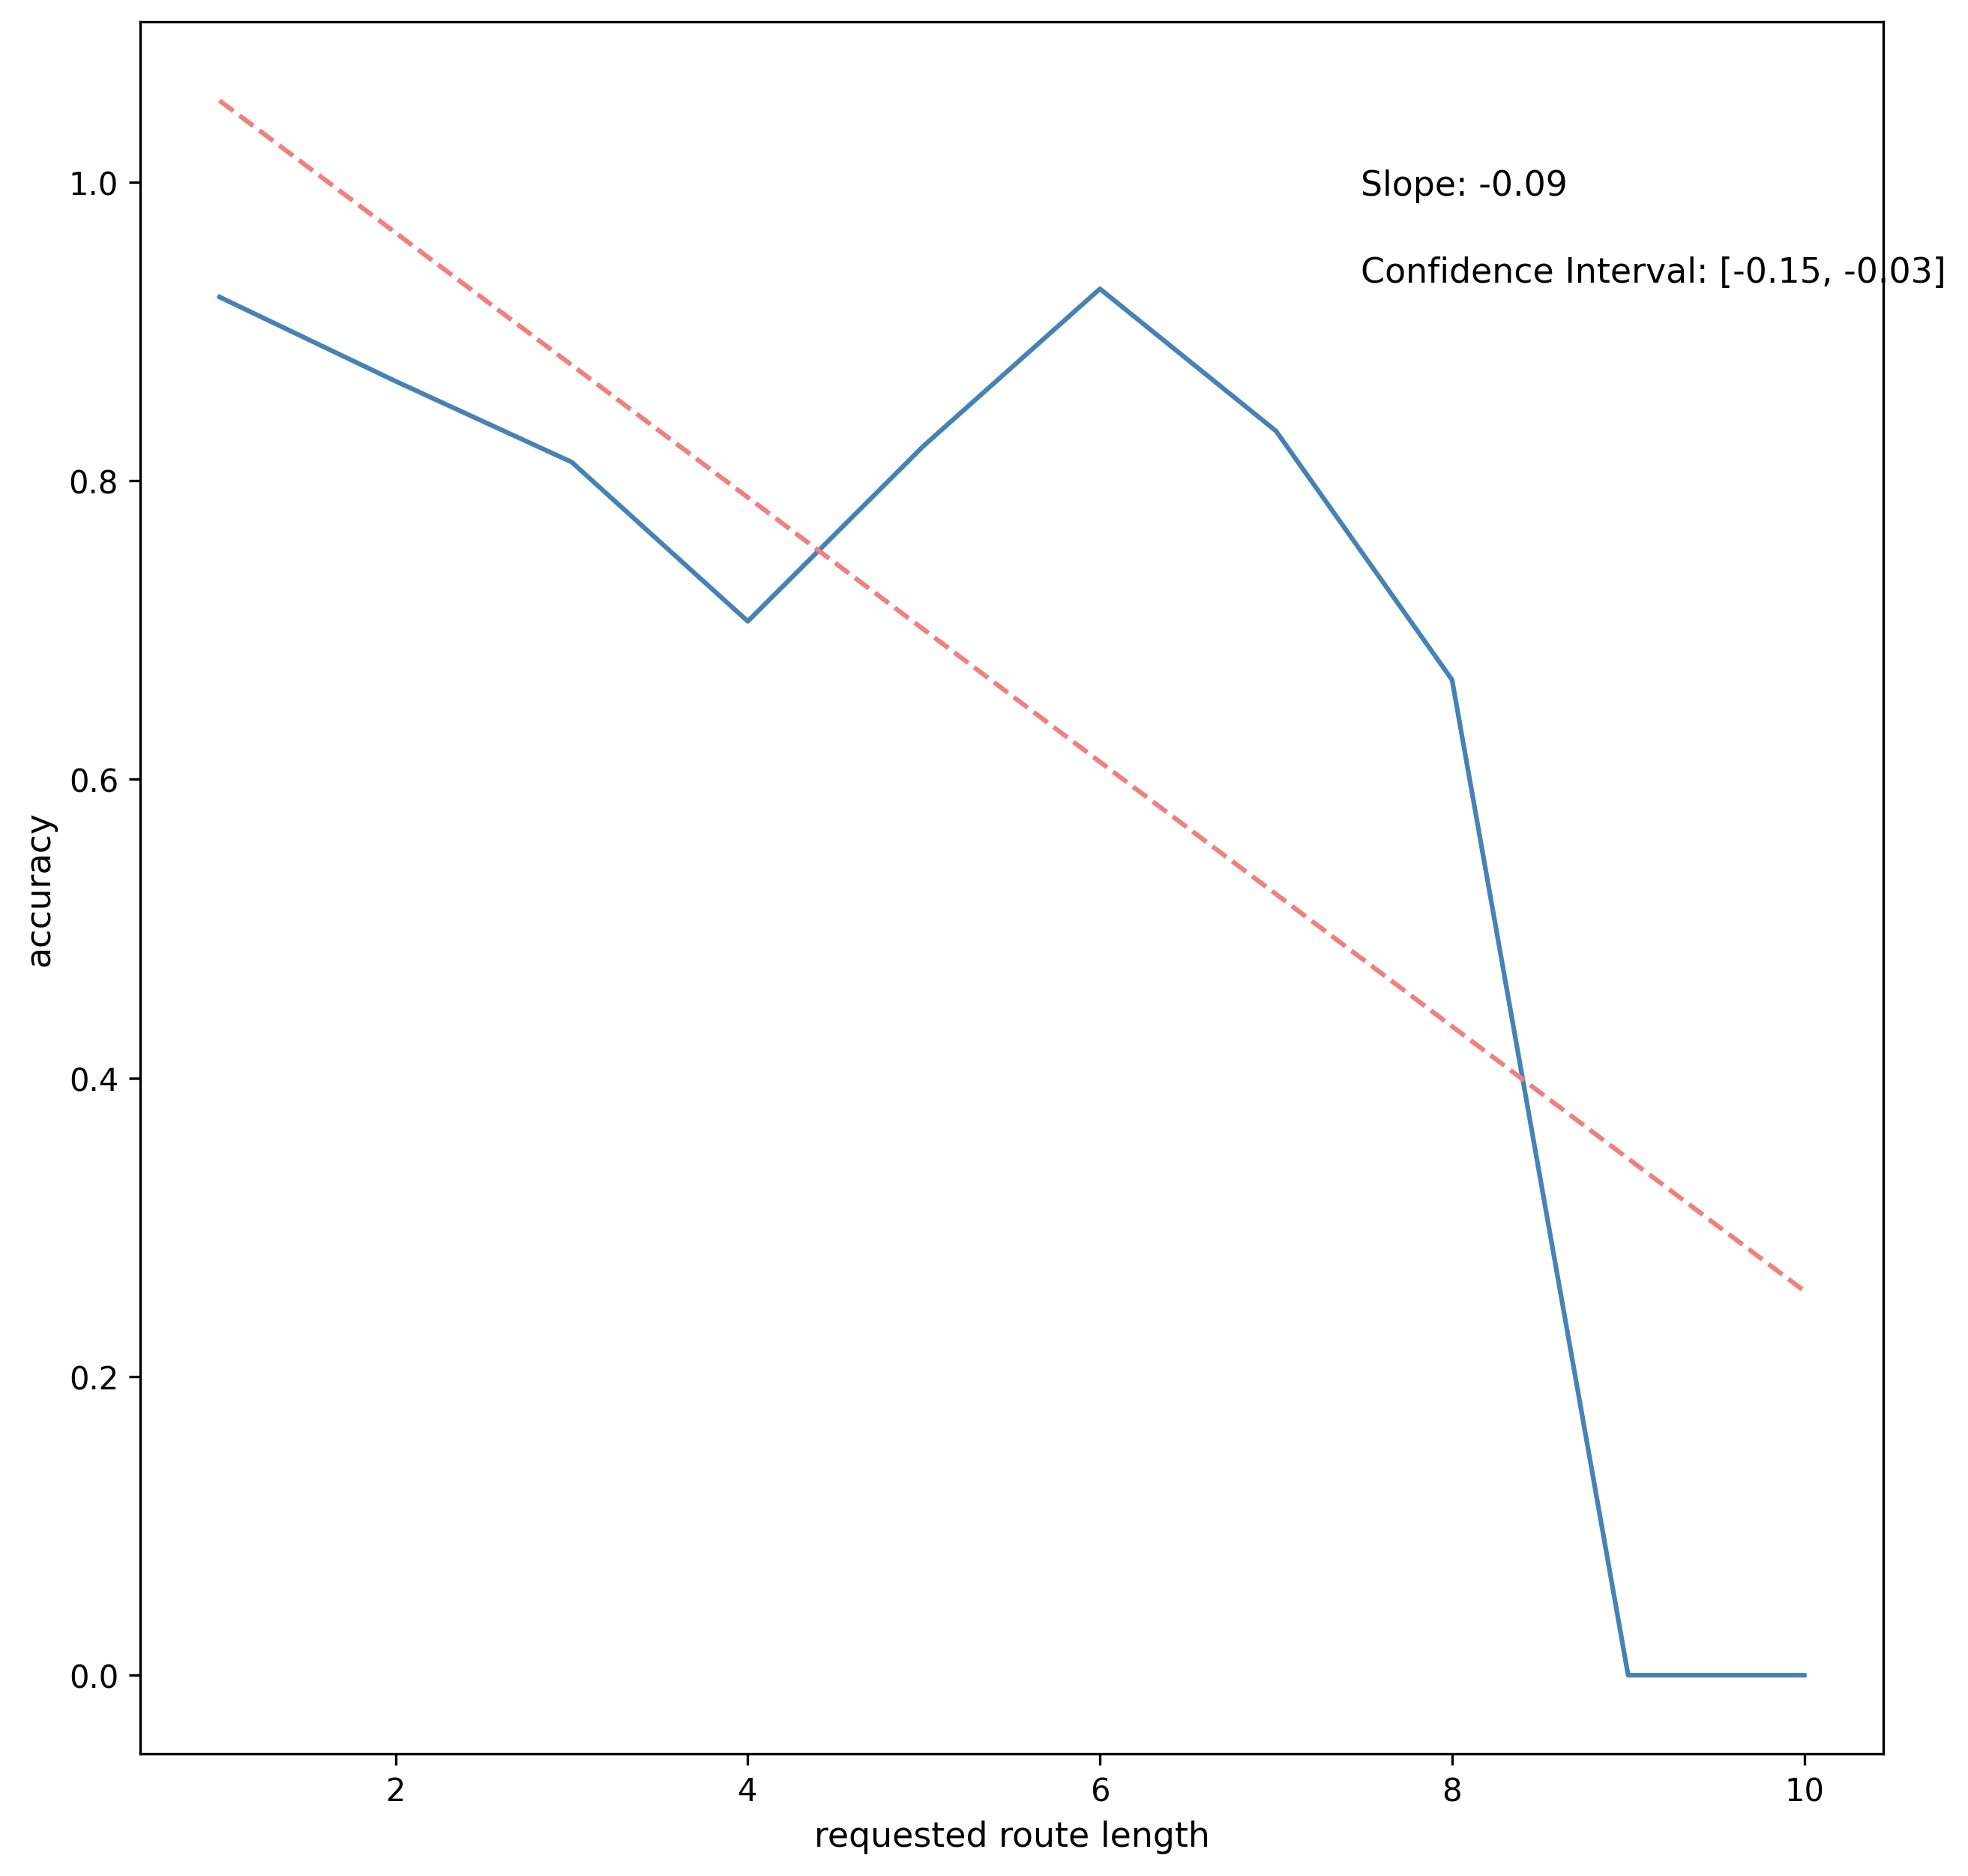 Slope: -0.09
Confidence Interval: [-0.15, -0.03]
1.0
0.8
0.6
0.4
0.2
0.0
accuracy
2 4 6 8 10
requested route length